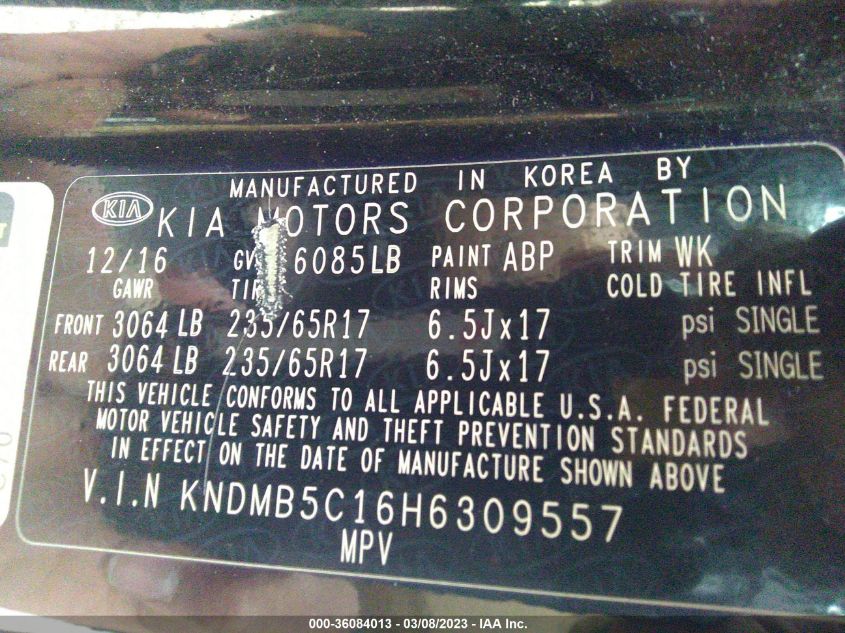 MANUFACTURED IN KOREA BY
KIA KIA MOTORS CORPORATION
12/16 6085LB PAINT ABP TRIM WK
GAWR RIMS COLD TIRE INFL
FRONT 3064 LB 235/65R17 6.5Jx17 psi SINGLE
REAR 3064 LB 235/65R17 6.5Jx17 psi SINGLE
THIS VEHICLE CONFORMS TO ALL APPLICABLE U.S.A. FEDERAL
MOTOR VEHICLE SAFETY AND THEFT PREVENTION STANDARDS
IN EFFECT ON THE DATE OF MANUFACTURE SHOWN ABOVE
V.I.N KNDMB5C16H6309557
MPV
000-36084013 - 03/08/2023 - IAA Inc.